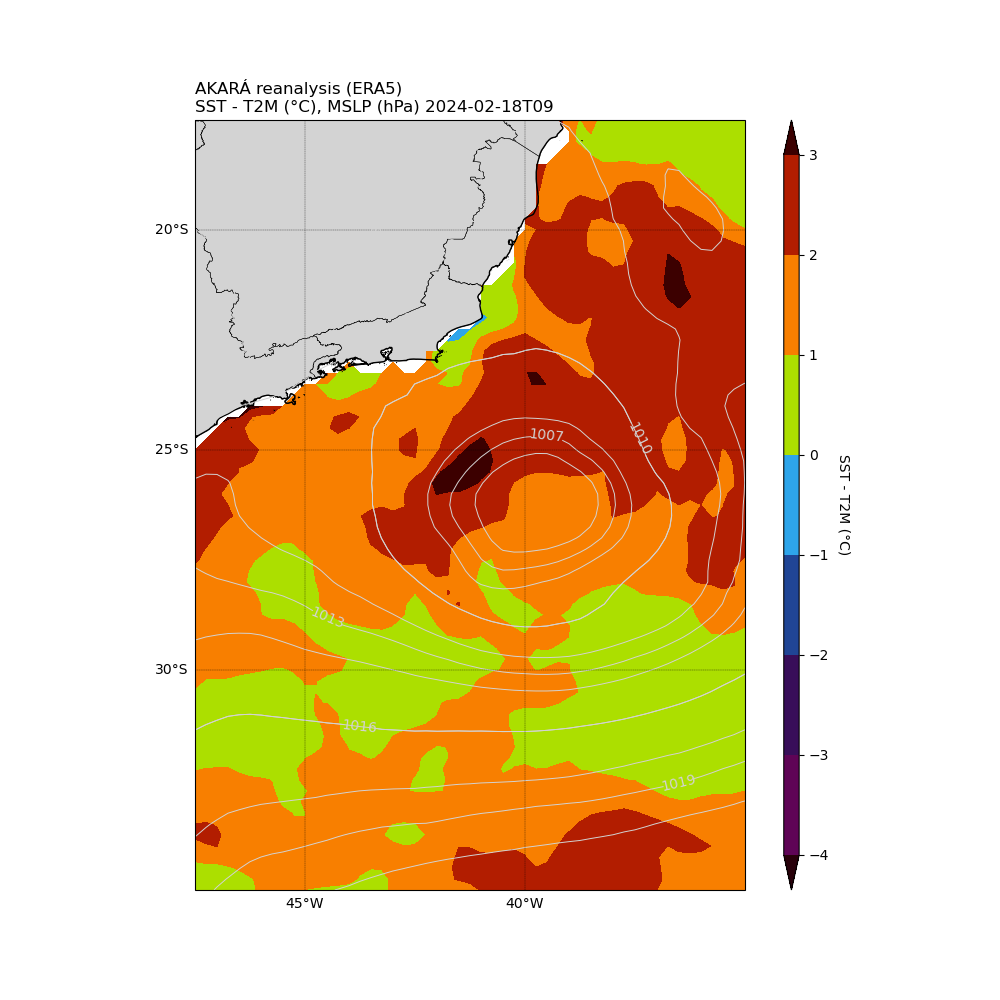 AKARÁ reanalysis (ERA5)
SST - T2M (°C), MSLP (hPa) 2024-02-18T09
20°S
25°S
30°S
45°W
40°W
1007
1010
1013
1016
1019
3
2
1
0
−1
−2
−3
−4
SST - T2M (°C)